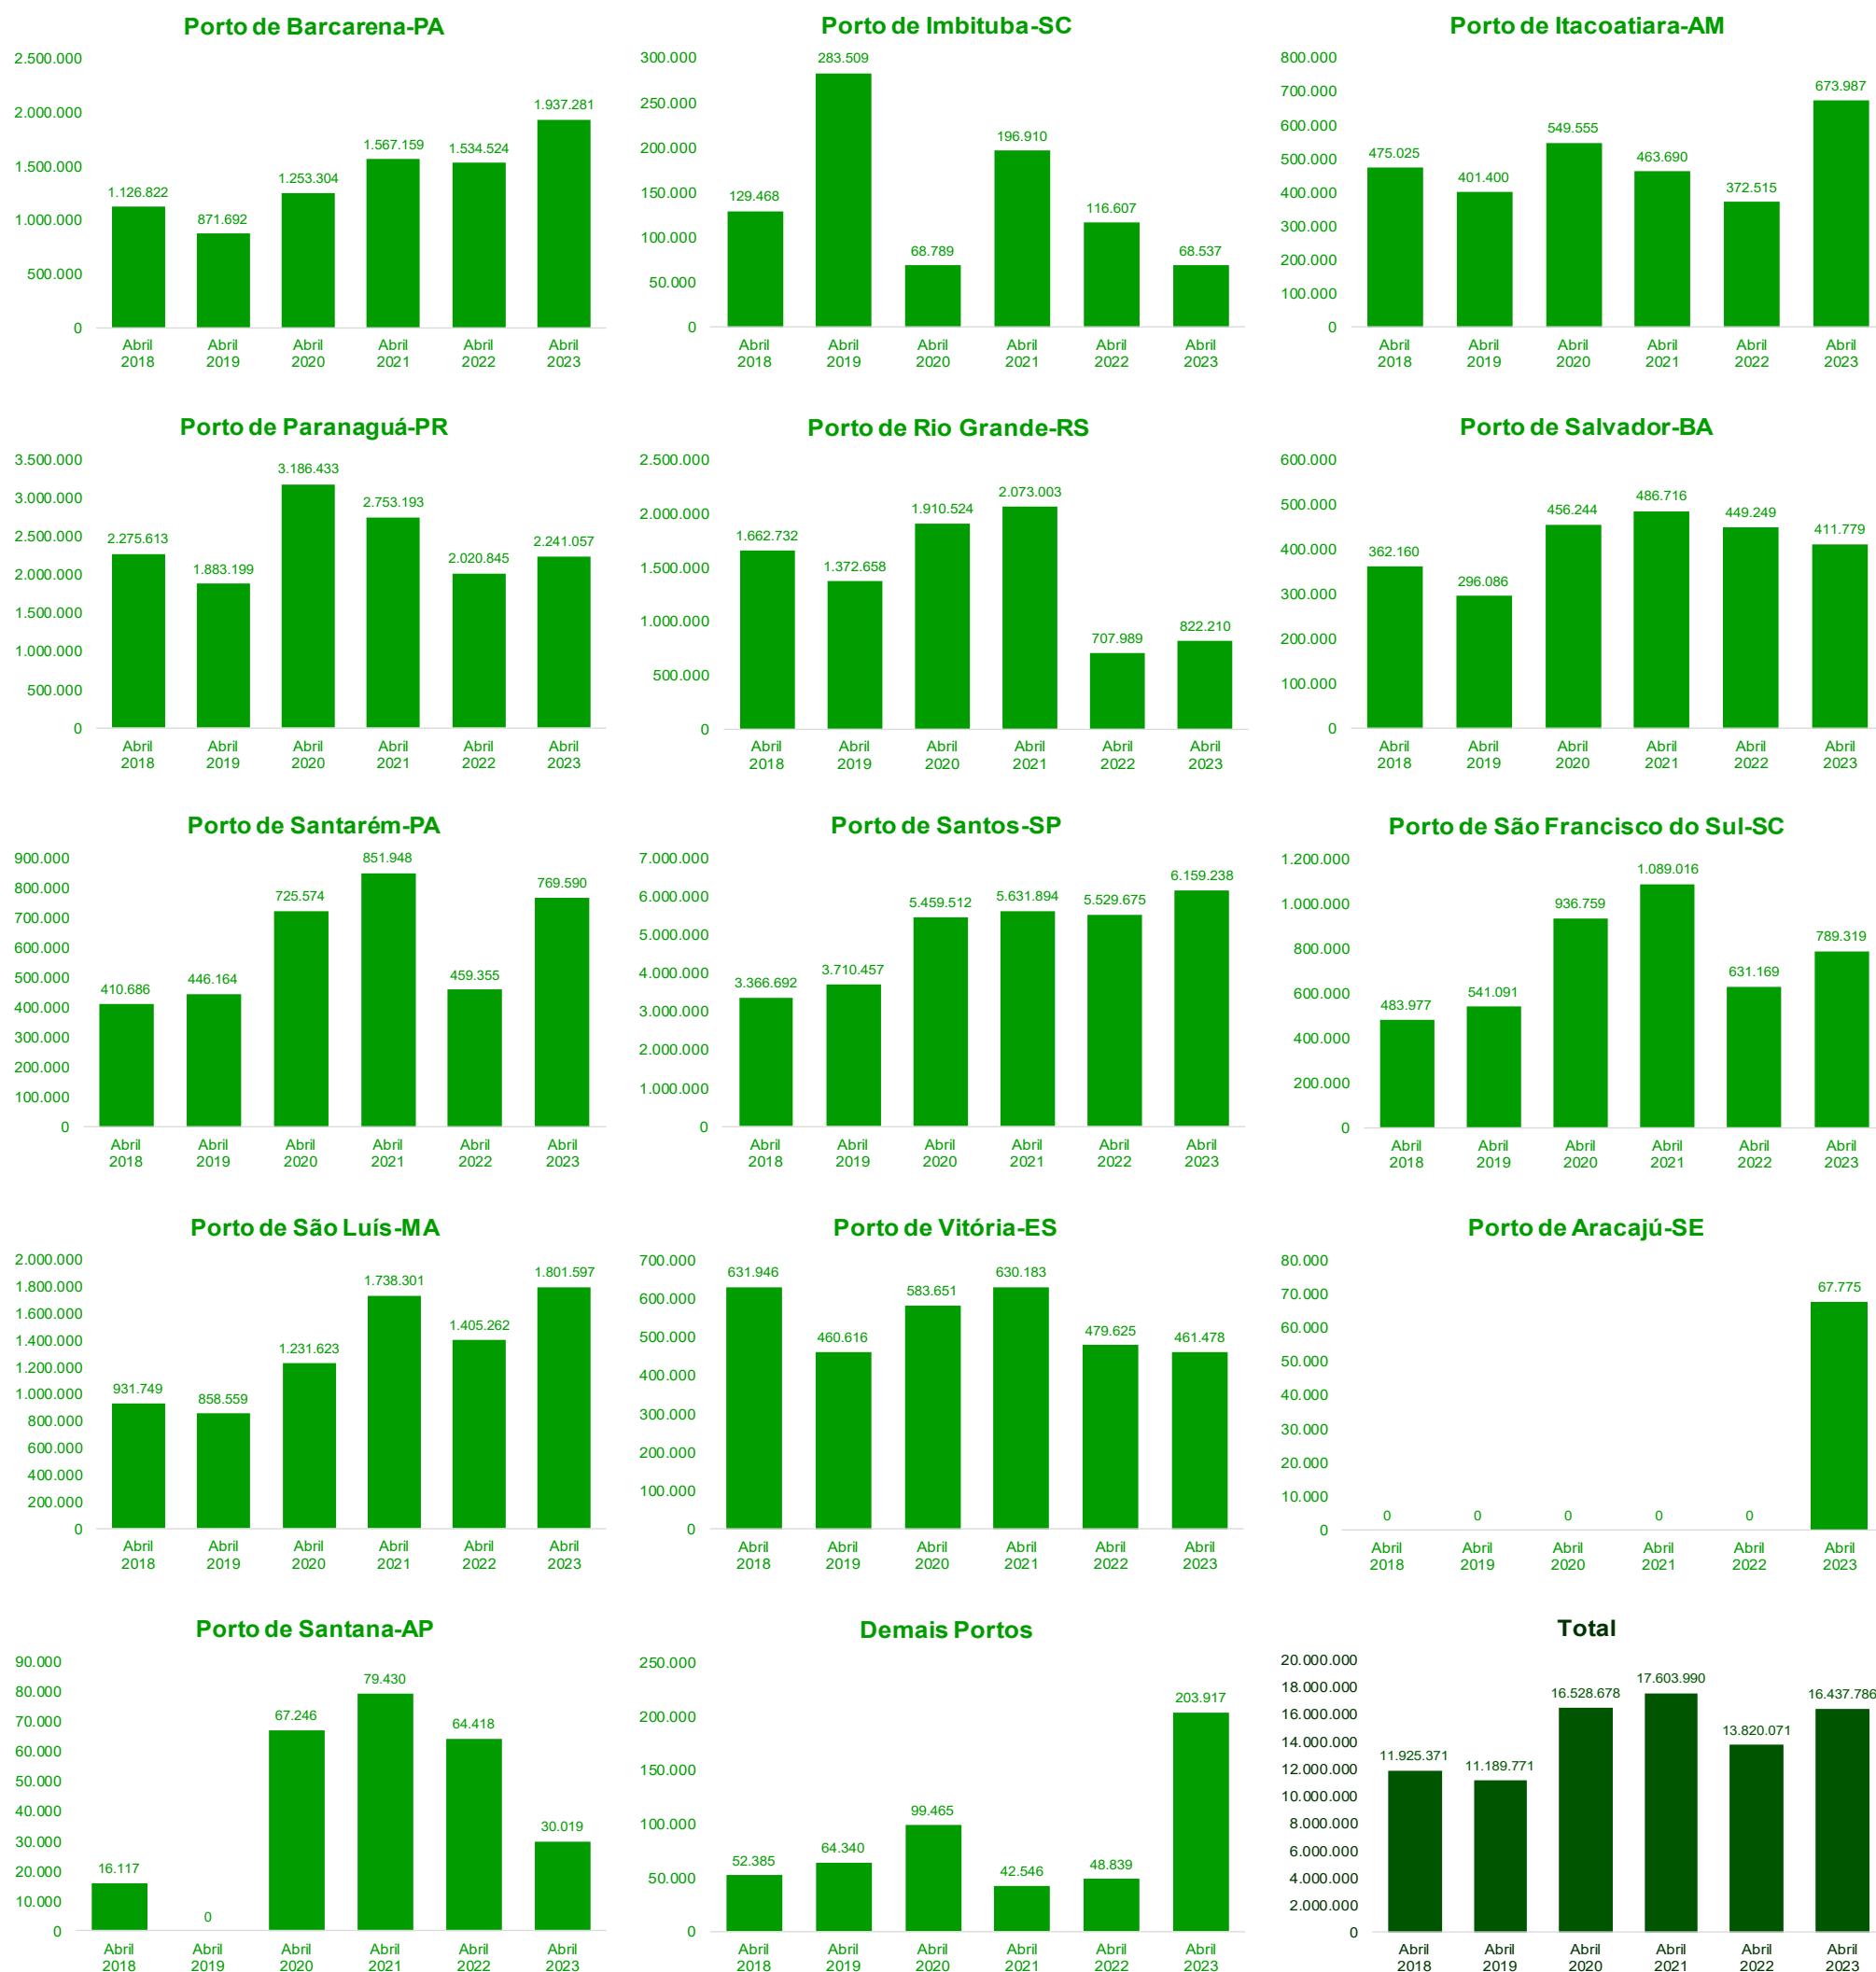 Porto de Barcarena-PA
2.500.000
2.000.000
1.500.000
1.000.000
500.000
0
1.126.822
871.692
1.253.304
1.567.159
1.534.524
1.937.281
Abril 2018
Abril 2019
Abril 2020
Abril 2021
Abril 2022
Abril 2023
Porto de Imbituba-SC
300.000
250.000
200.000
150.000
100.000
50.000
0
129.468
283.509
68.789
196.910
116.607
68.537
Abril 2018
Abril 2019
Abril 2020
Abril 2021
Abril 2022
Abril 2023
Porto de Itacoatiara-AM
800.000
700.000
600.000
500.000
400.000
300.000
200.000
100.000
0
475.025
401.400
549.555
463.690
372.515
673.987
Abril 2018
Abril 2019
Abril 2020
Abril 2021
Abril 2022
Abril 2023
Porto de Paranaguá-PR
3.500.000
3.000.000
2.500.000
2.000.000
1.500.000
1.000.000
500.000
0
2.275.613
1.883.199
3.186.433
2.753.193
2.020.845
2.241.057
Abril 2018
Abril 2019
Abril 2020
Abril 2021
Abril 2022
Abril 2023
Porto de Rio Grande-RS
2.500.000
2.000.000
1.500.000
1.000.000
500.000
0
1.662.732
1.372.658
1.910.524
2.073.003
707.989
822.210
Abril 2018
Abril 2019
Abril 2020
Abril 2021
Abril 2022
Abril 2023
Porto de Salvador-BA
600.000
500.000
400.000
300.000
200.000
100.000
0
362.160
296.086
456.244
486.716
449.249
411.779
Abril 2018
Abril 2019
Abril 2020
Abril 2021
Abril 2022
Abril 2023
Porto de Santarém-PA
900.000
800.000
700.000
600.000
500.000
400.000
300.000
200.000
100.000
0
410.686
446.164
725.574
851.948
459.355
769.590
Abril 2018
Abril 2019
Abril 2020
Abril 2021
Abril 2022
Abril 2023
Porto de Santos-SP
7.000.000
6.000.000
5.000.000
4.000.000
3.000.000
2.000.000
1.000.000
0
3.366.692
3.710.457
5.459.512
5.631.894
5.529.675
6.159.238
Abril 2018
Abril 2019
Abril 2020
Abril 2021
Abril 2022
Abril 2023
Porto de São Francisco do Sul-SC
1.200.000
1.000.000
800.000
600.000
400.000
200.000
0
483.977
541.091
936.759
1.089.016
631.169
789.319
Abril 2018
Abril 2019
Abril 2020
Abril 2021
Abril 2022
Abril 2023
Porto de São Luís-MA
2.000.000
1.800.000
1.600.000
1.400.000
1.200.000
1.000.000
800.000
600.000
400.000
200.000
0
931.749
858.559
1.231.623
1.738.301
1.405.262
1.801.597
Abril 2018
Abril 2019
Abril 2020
Abril 2021
Abril 2022
Abril 2023
Porto de Vitória-ES
700.000
600.000
500.000
400.000
300.000
200.000
100.000
0
631.946
460.616
583.651
630.183
479.625
461.478
Abril 2018
Abril 2019
Abril 2020
Abril 2021
Abril 2022
Abril 2023
Porto de Aracajú-SE
80.000
70.000
60.000
50.000
40.000
30.000
20.000
10.000
0
0
0
0
0
0
67.775
Abril 2018
Abril 2019
Abril 2020
Abril 2021
Abril 2022
Abril 2023
Porto de Santana-AP
90.000
80.000
70.000
60.000
50.000
40.000
30.000
20.000
10.000
0
16.117
0
67.246
79.430
64.418
30.019
Abril 2018
Abril 2019
Abril 2020
Abril 2021
Abril 2022
Abril 2023
Demais Portos
250.000
200.000
150.000
100.000
50.000
0
52.385
64.340
99.465
42.546
48.839
203.917
Abril 2018
Abril 2019
Abril 2020
Abril 2021
Abril 2022
Abril 2023
Total
20.000.000
18.000.000
16.000.000
14.000.000
12.000.000
10.000.000
8.000.000
6.000.000
4.000.000
2.000.000
0
11.925.371
11.189.771
16.528.678
17.603.990
13.820.071
16.437.786
Abril 2018
Abril 2019
Abril 2020
Abril 2021
Abril 2022
Abril 2023